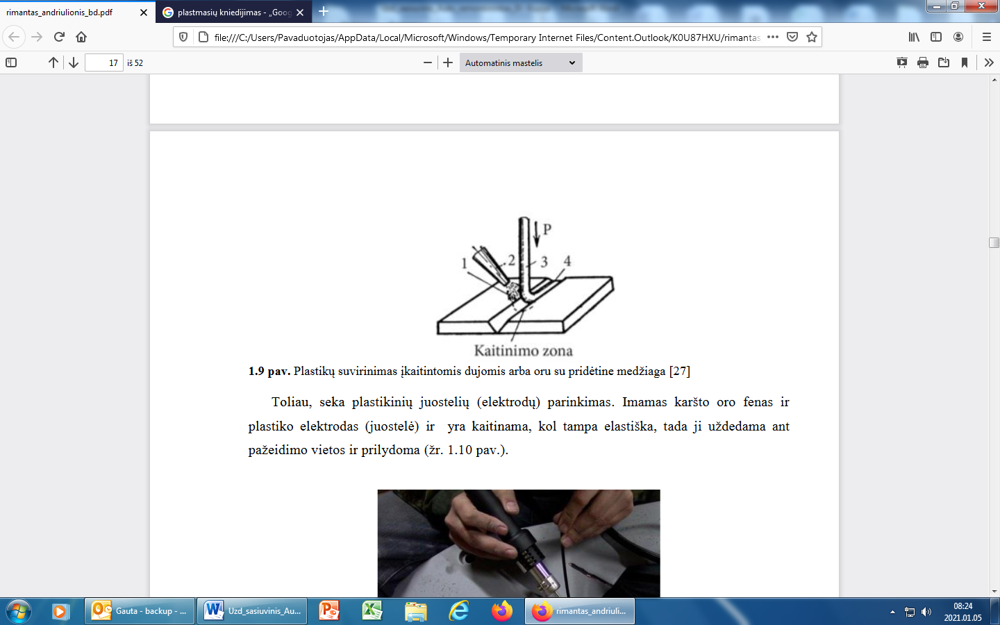 rimantas_andriulionis_bd.pdf
plastmasių kniedijimas - „Goog
file:///C:/Users/Pavaduotojas/AppData/Local/Microsoft/Windows/Temporary Internet Files/Content.Outlook/K0U87HXU/rimantas
17 iš 52
Automatinis mastelis
P
1 2 3 4
Kaitinimo zona
1.9 pav. Plastikų suvirinimas įkaitintomis dujomis arba oru su pridėtine medžiaga [27]
Toliau, seka plastikinių juostelių (elektrodų) parinkimas. Imamas karšto oro fenas ir
plastiko elektrodas (juostelė) ir yra kaitinama, kol tampa elastiška, tada ji uždedama ant
pažeidimo vietos ir prilydoma (žr. 1.10 pav.).
Gauta - backup - ...
Uzd_sasiuvinis_Au...
rimantas_andriuli...
08:24
2021.01.05